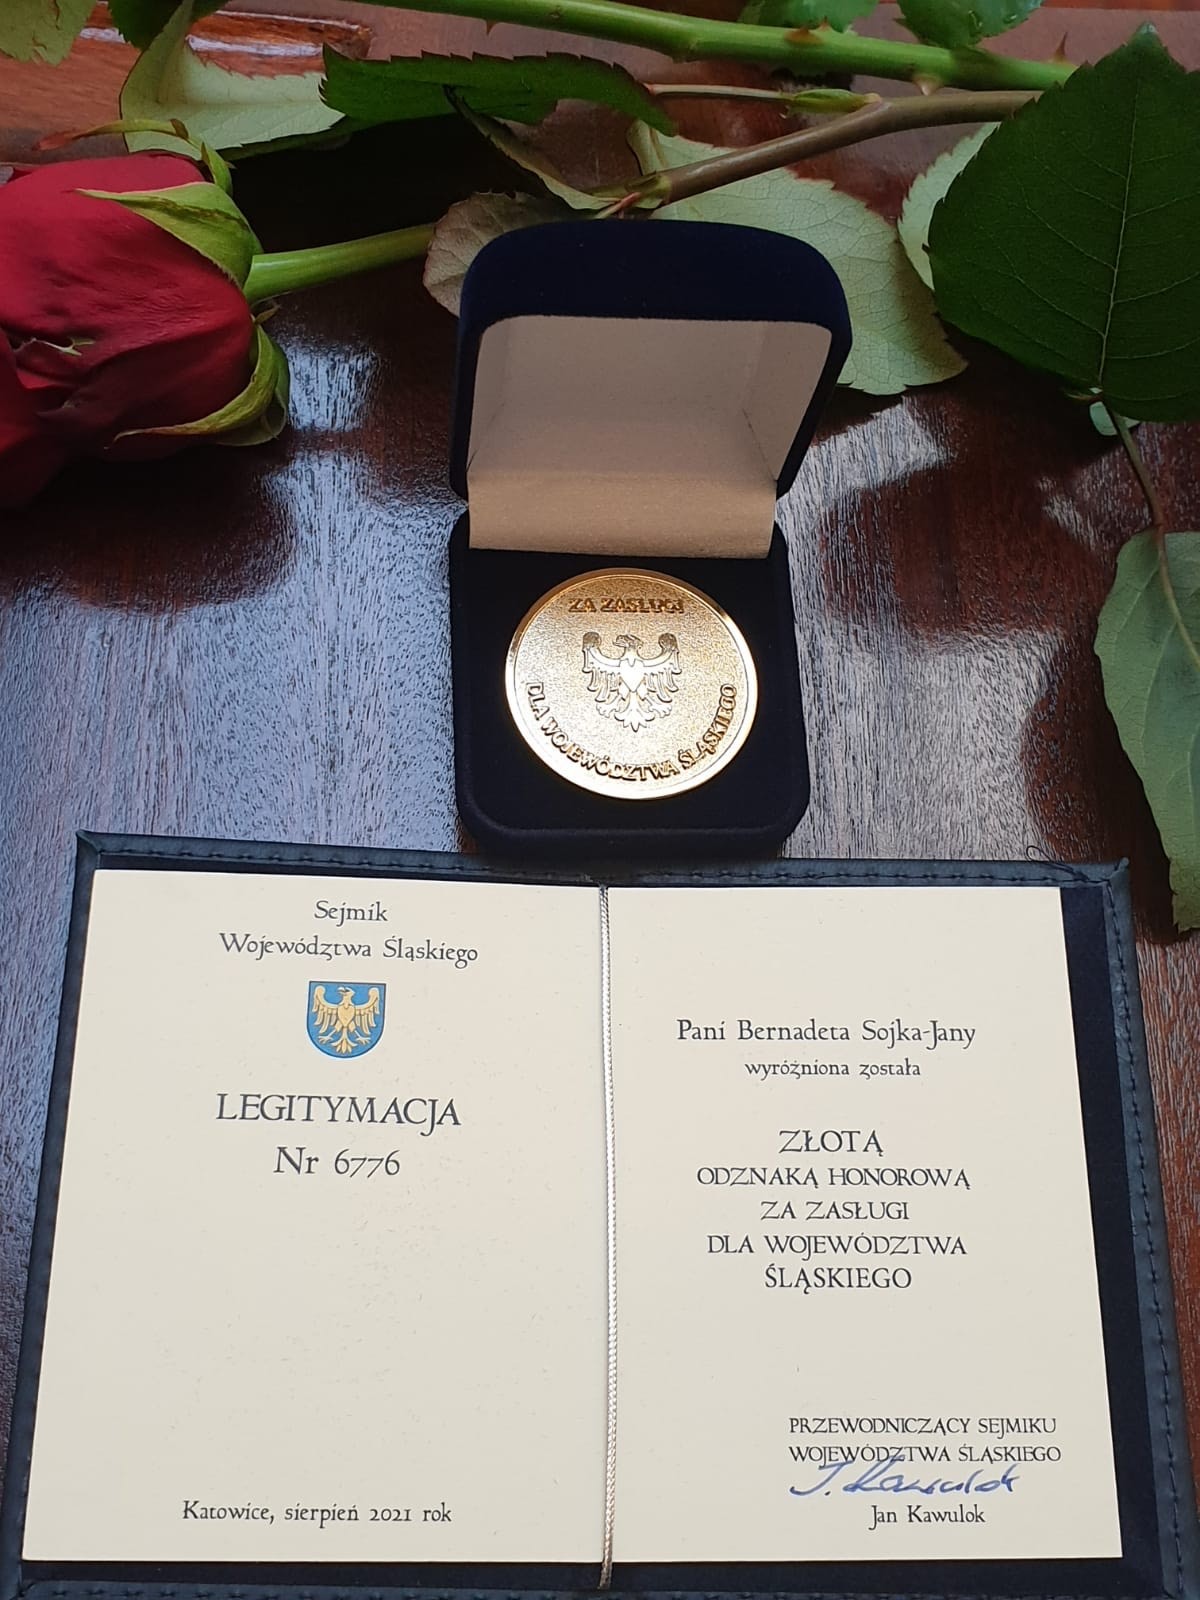 ZA ZASŁUGI
DLA WOJEWÓDZTWA ŚLĄSKIEGO
Sejmik
Województwa Śląskiego
LEGITYMACJA
Nr 6776
Katowice, sierpień 2021 rok
Pani Bernadeta Sojka-Jany
wyróżniona została
ZŁOTĄ
ODZNAKĄ HONOROWĄ
ZA ZASŁUGI
DLA WOJEWÓDZTWA
ŚLĄSKIEGO
PRZEWODNICZĄCY SEJMIKU
WOJEWÓDZTWA ŚLĄSKIEGO
J. Kawulok
Jan Kawulok